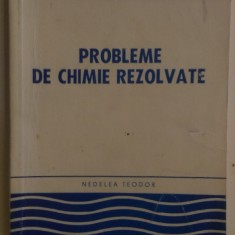 PROBLEME
DE CHIMIE REZOLVATE
NEDELEA TEODOR